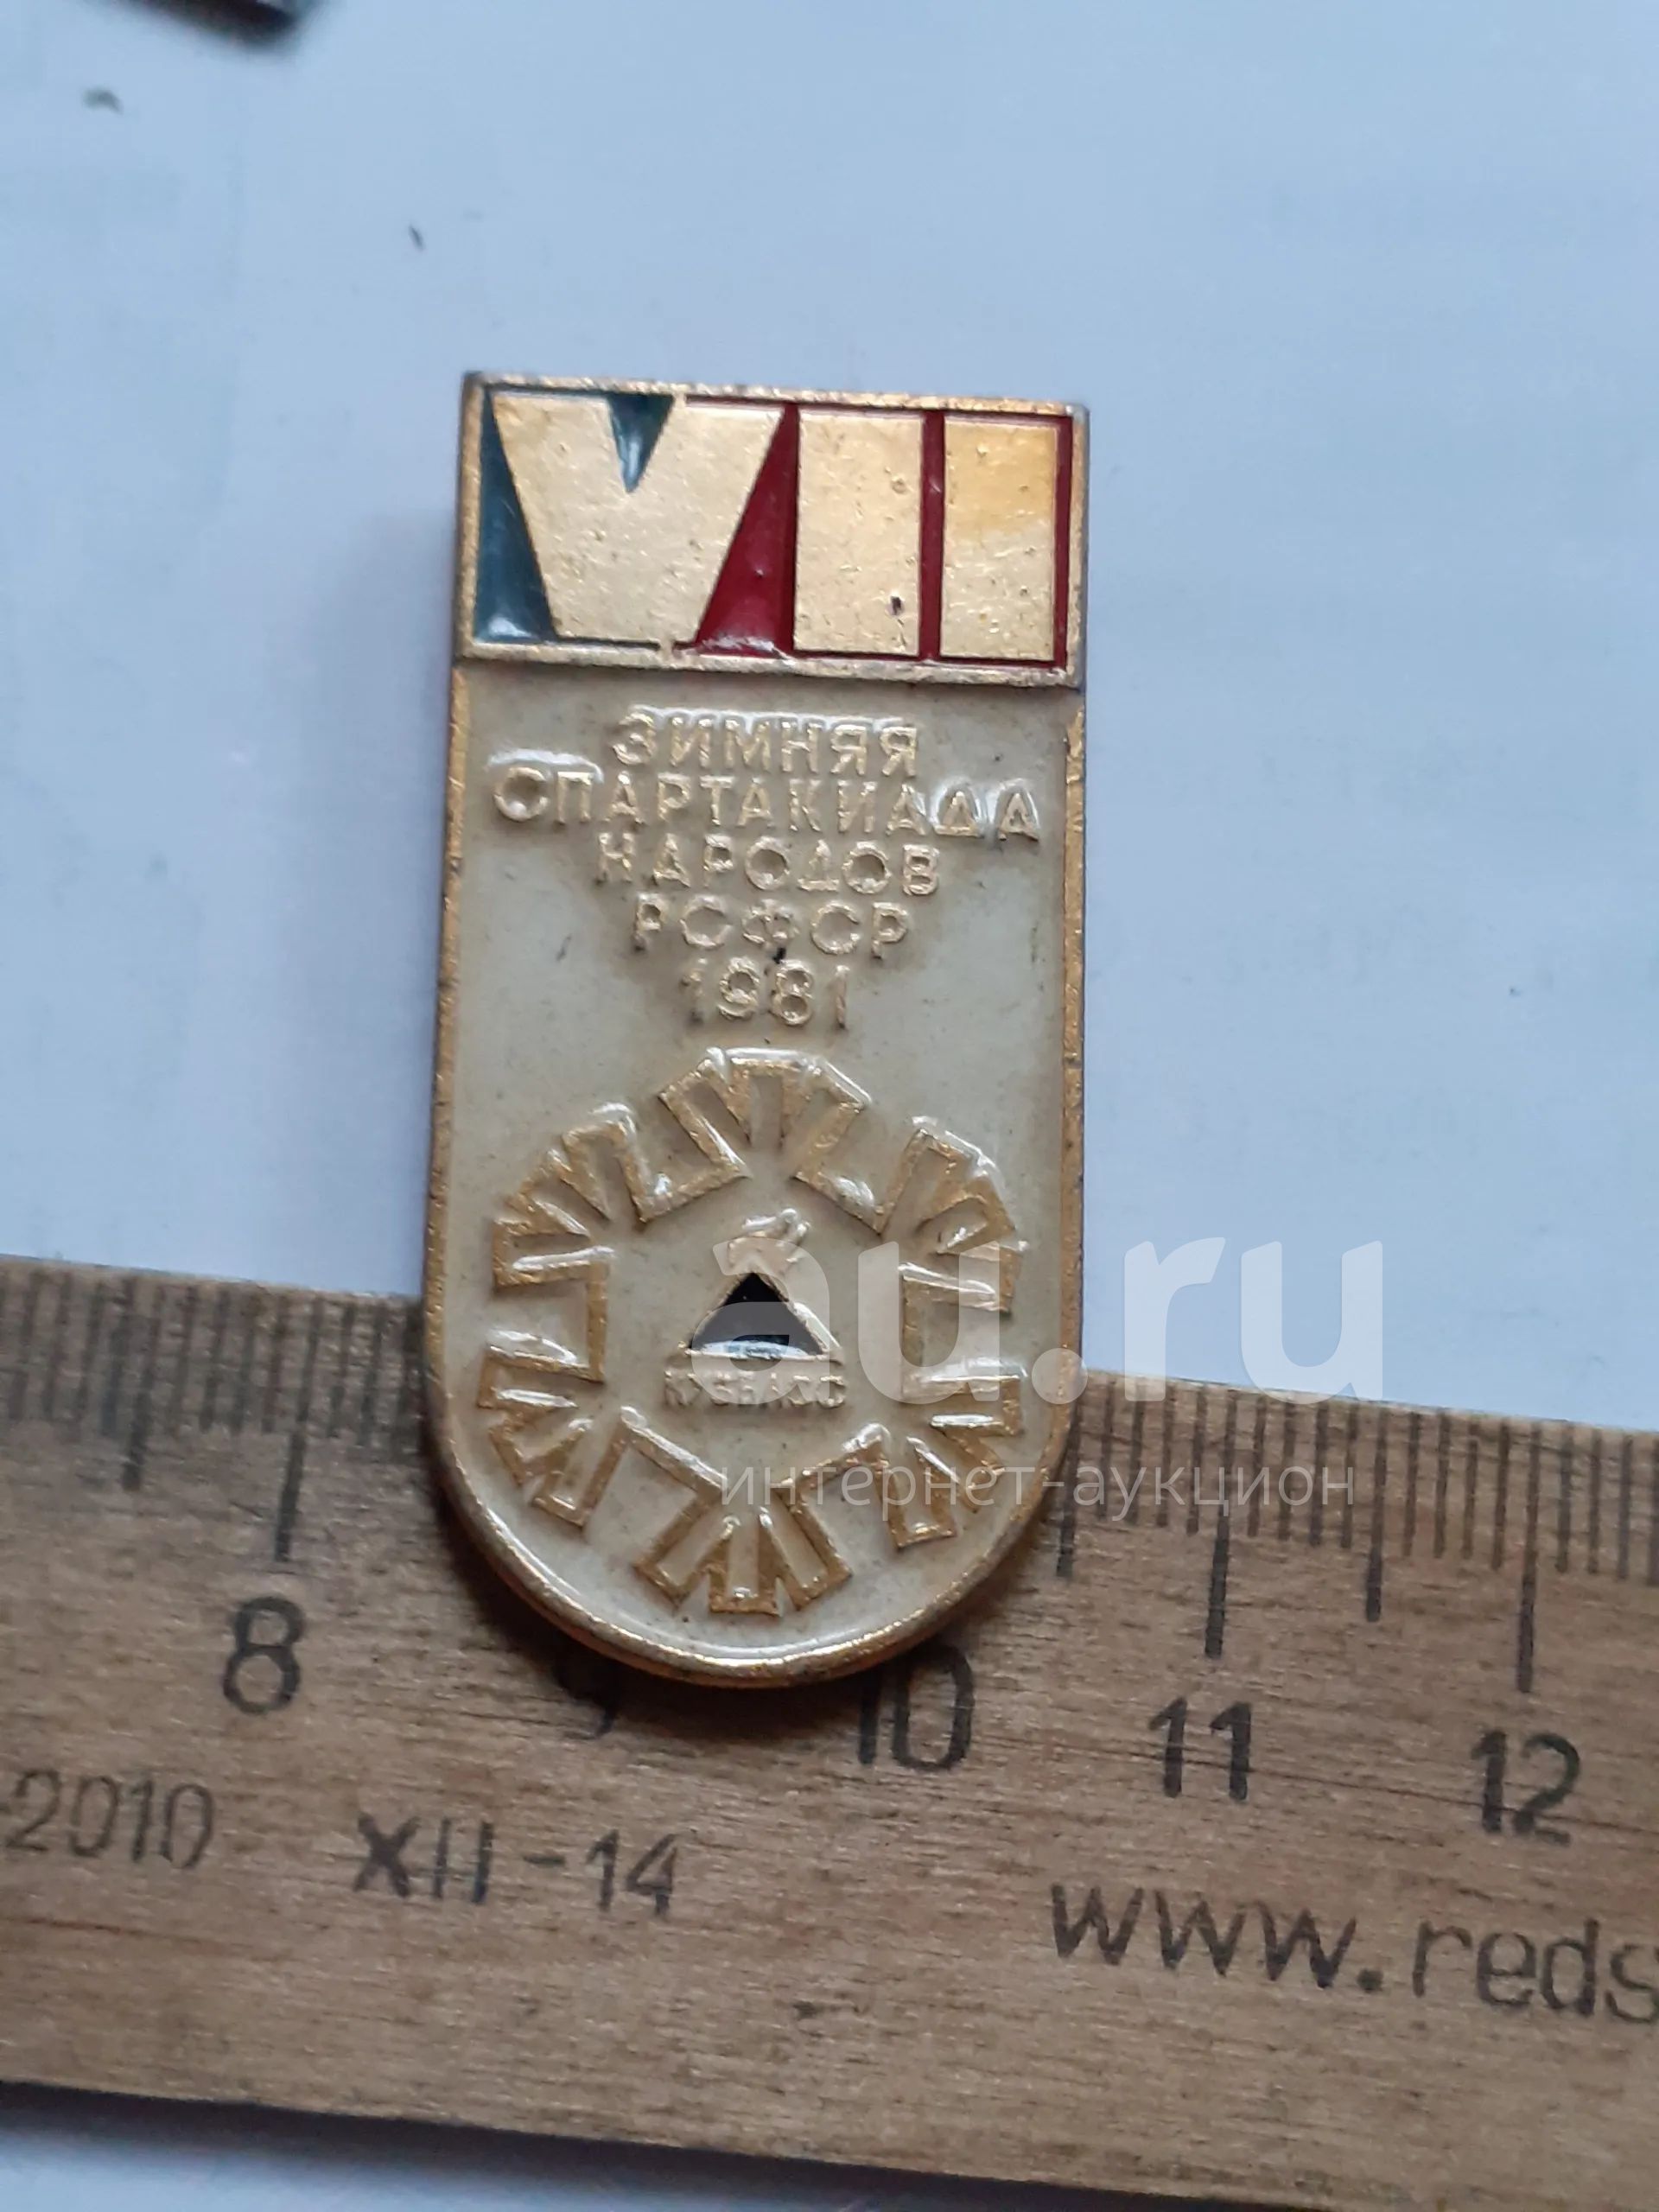 VII
ЗИМНЯЯ
СПАРТАКИАДА
НАРОДОВ
РСФСР
1981
КУЗБАСС
au.ru
интернет-аукцион
8 9 10 11 12
2010 XII-14
www.reds